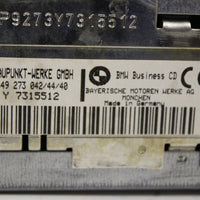 P9273Y7315512
AUPUNKT-WERKE GMBH
49 273 042/44/40
Y 7315512
BMW Business CD
BAYERISCHE MOTOREN WERKE AG
MÜNCHEN
Made in Germany